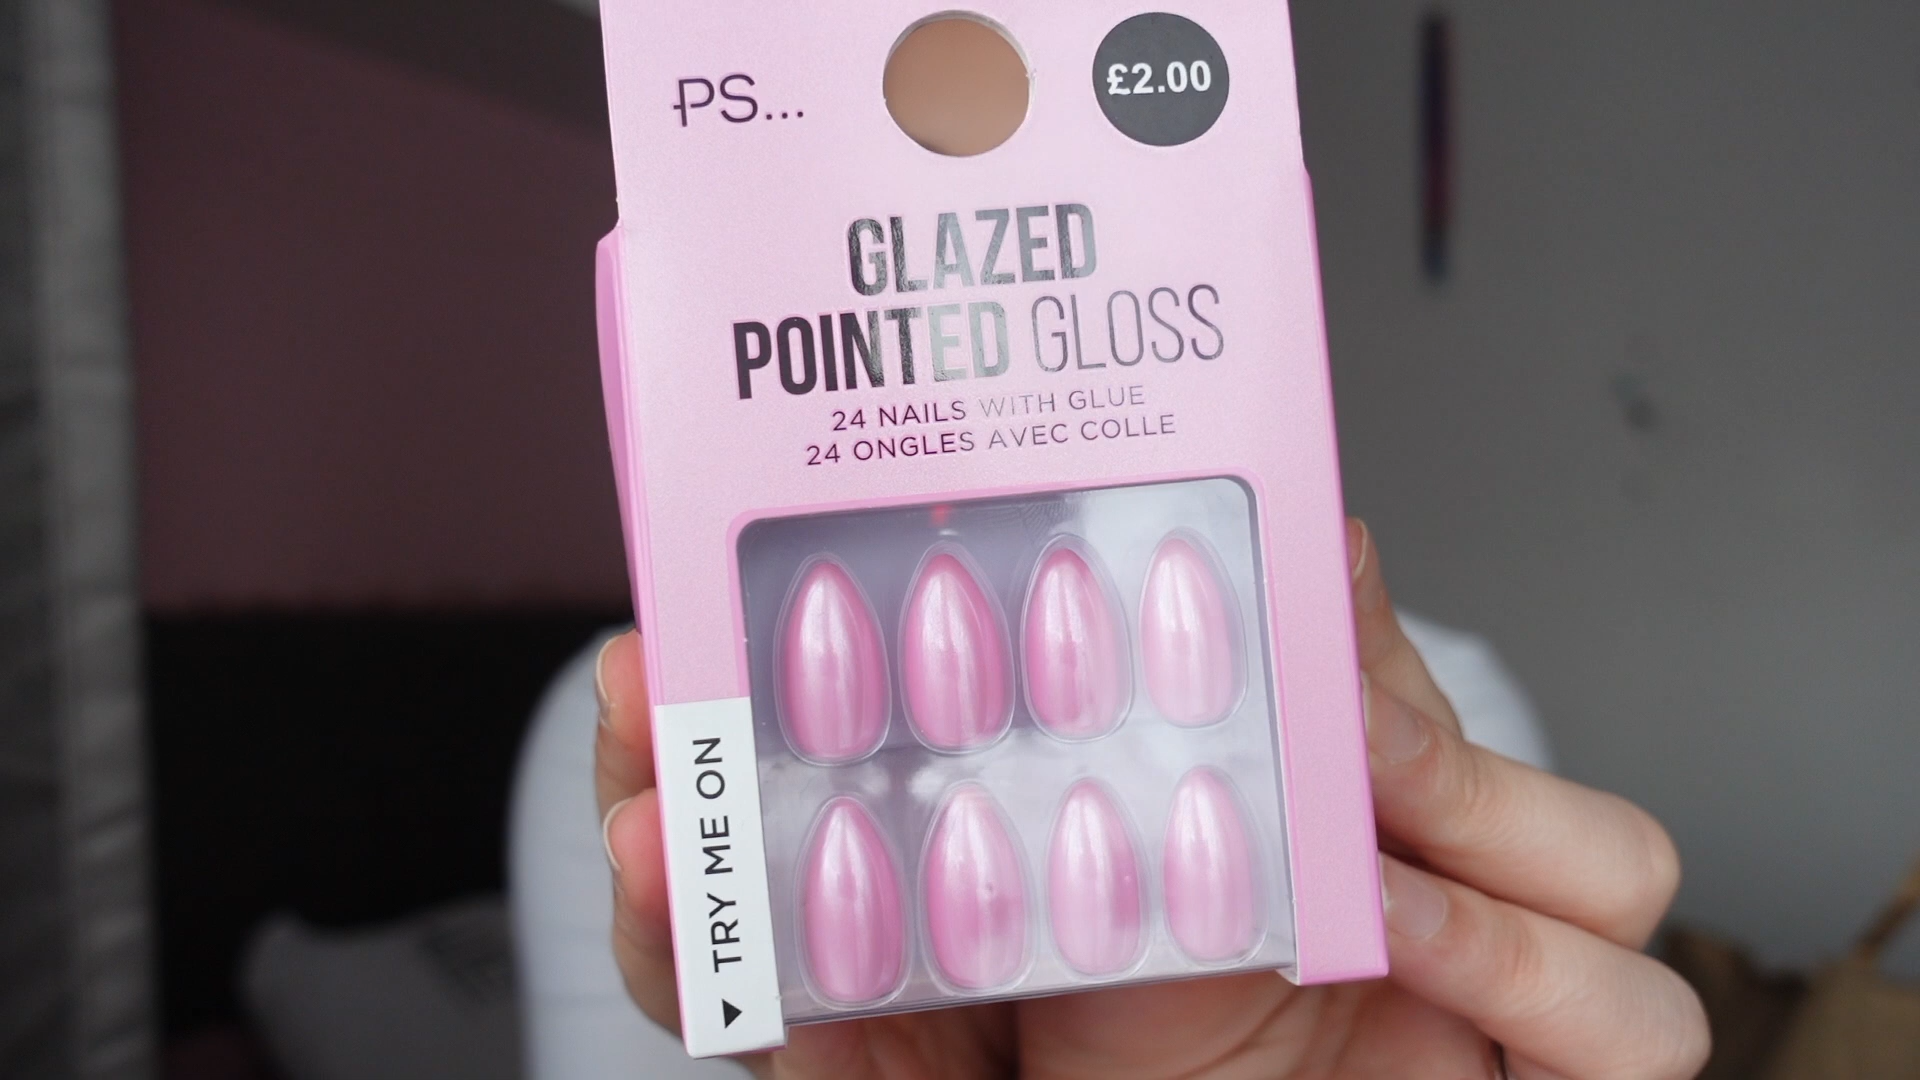 PS...
£2.00
GLAZED
POINTED GLOSS
24 NAILS WITH GLUE
24 ONGLES AVEC COLLE
TRY ME ON